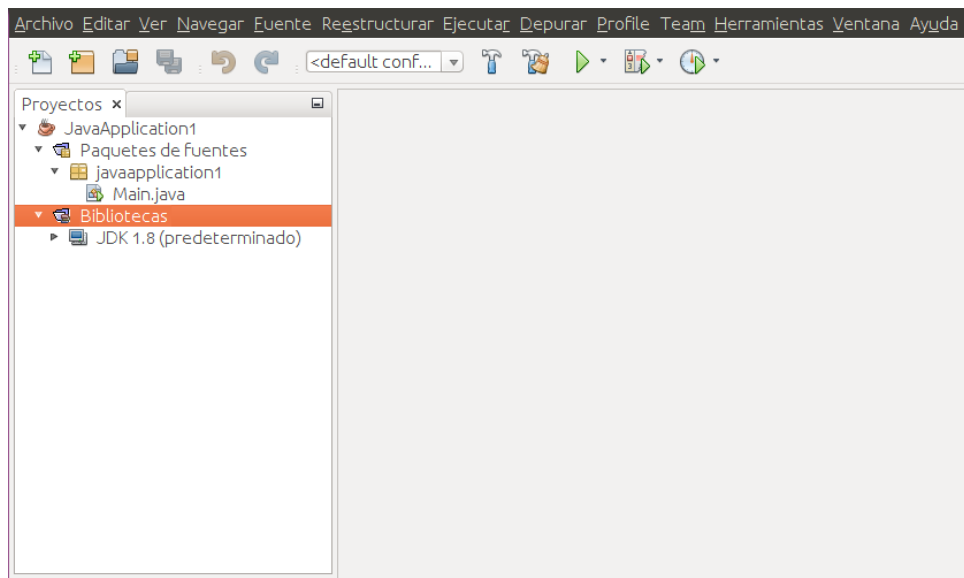 Archivo Editar Ver Navegar Fuente Reestructurar Ejecutar Depurar Profile Team Herramientas Ventana Ayuda
<default conf...
Proyectos
JavaApplication1
Paquetes de fuentes
javaapplication1
Main.java
Bibliotecas
JDK 1.8 (predeterminado)